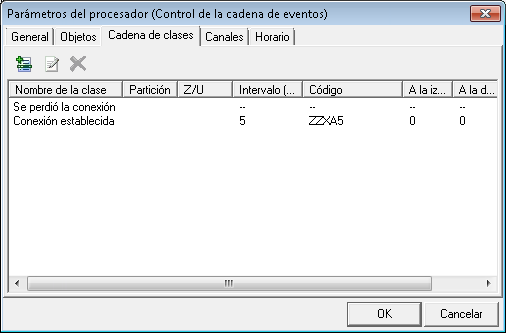 Parámetros del procesador (Control de la cadena de eventos)
General Objetos Cadena de clases Canales Horario
Nombre de la clase Partición Z/U Intervalo (... Código A la iz... A la d...
Se perdió la conexión -- -- -- --
Conexión establecida 5 ZZXA5 0 0
OK Cancelar